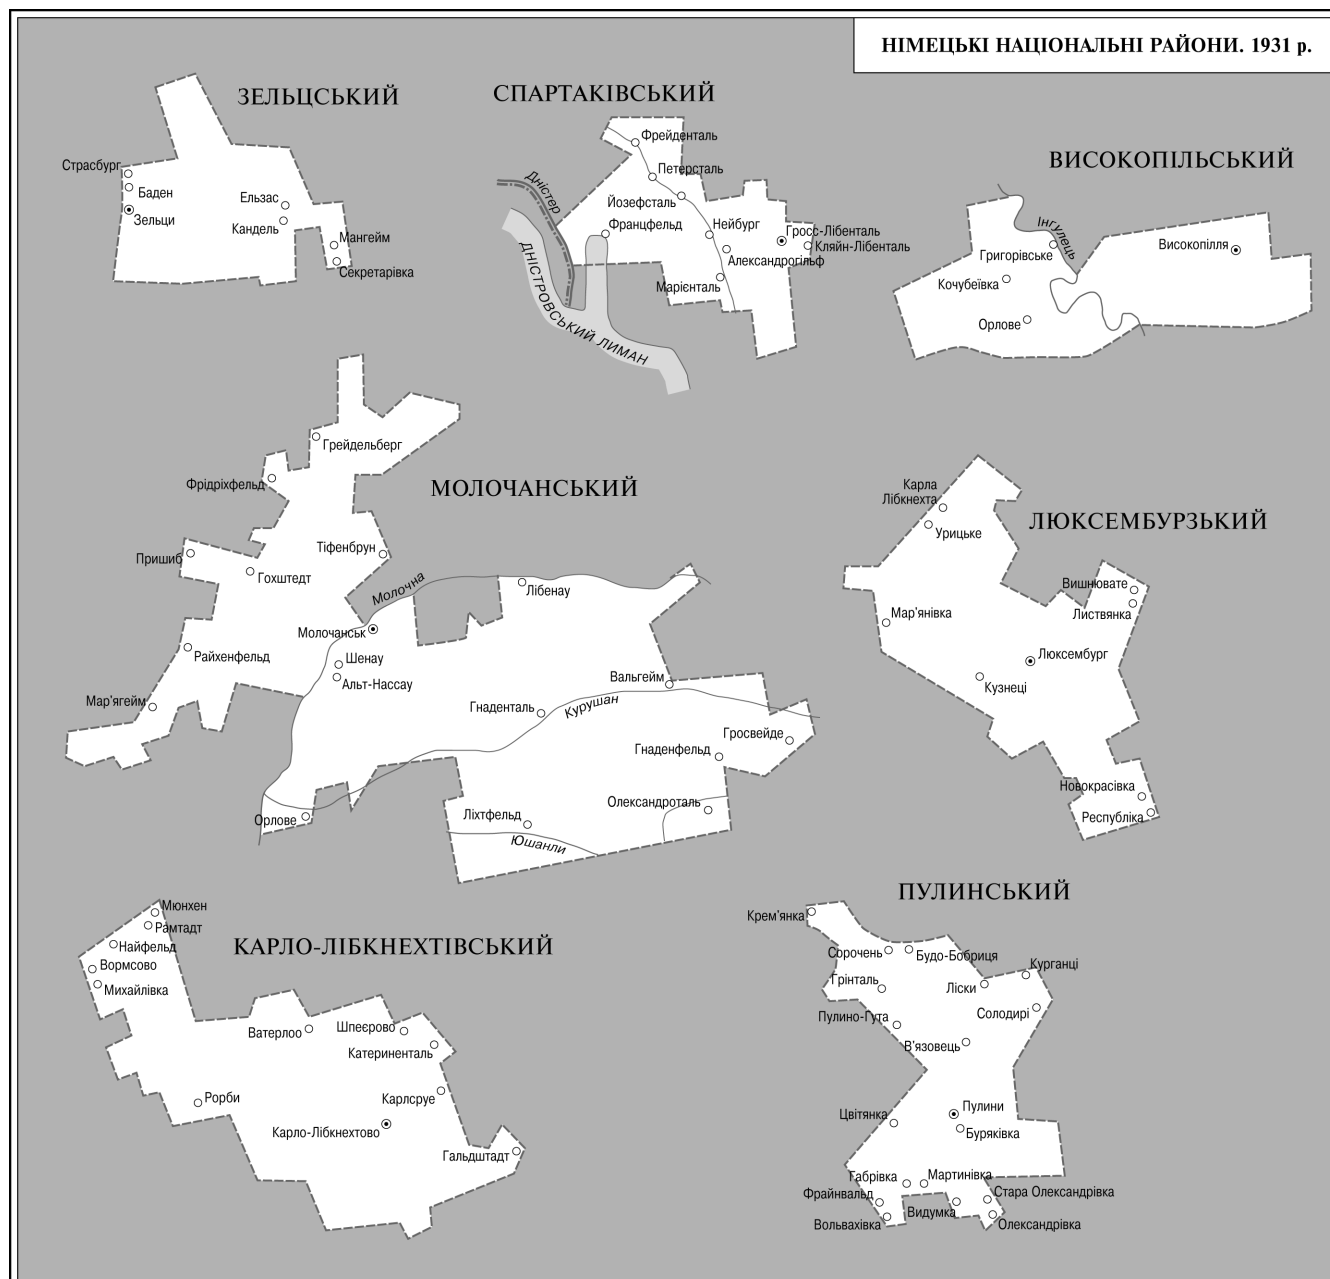 НІМЕЦЬКІ НАЦІОНАЛЬНІ РАЙОНИ. 1931 р.
ЗЕЛЬЦСЬКИЙ
Страсбург
Баден
Зельци
Ельзас
Кандель
Мангейм
Секретарівка
СПАРТАКІВСЬКИЙ
Фрейденталь
Петерсталь
Дністер
Йозефсталь
Францфельд
Нейбург
Гросс-Лібенталь
Кляйн-Лібенталь
Александрогільф
Марієнталь
ДНІСТРОВСЬКИЙ ЛИМАН
ВИСОКОПІЛЬСЬКИЙ
Інгулець
Високопілля
Григорівське
Кочубеївка
Орлове
МОЛОЧАНСЬКИЙ
Грейдельберг
Фрідріхфельд
Пришиб
Тіфенбрун
Гохштедт
Молочна
Лібенау
Молочанськ
Райхенфельд
Шенау
Альт-Нассау
Вальгейм
Мар'ягейм
Гнаденталь
Курушан
Гросвейде
Гнаденфельд
Олександроталь
Орлове
Ліхтфельд
Юшанли
ЛЮКСЕМБУРЗЬКИЙ
Карла
Лібкнехта
Урицьке
Вишнювате
Листвянка
Мар'янівка
Люксембург
Кузнеці
Новокрасівка
Республіка
КАРЛО-ЛІБКНЕХТІВСЬКИЙ
Мюнхен
Рамтадт
Найфельд
Вормсово
Михайлівка
Ватерлоо
Шпеєрово
Катериненталь
Рорби
Карлсруе
Карло-Лібкнехтово
Гальдштадт
ПУЛИНСЬКИЙ
Крем'янка
Сорочень
Будо-Бобриця
Курганці
Грінталь
Ліски
Солодирі
Пулино-Гута
В'язовець
Цвітянка
Пулини
Буряківка
Габрівка
Мартинівка
Фрайнвальд
Стара Олександрівка
Видумка
Вольвахівка
Олександрівка